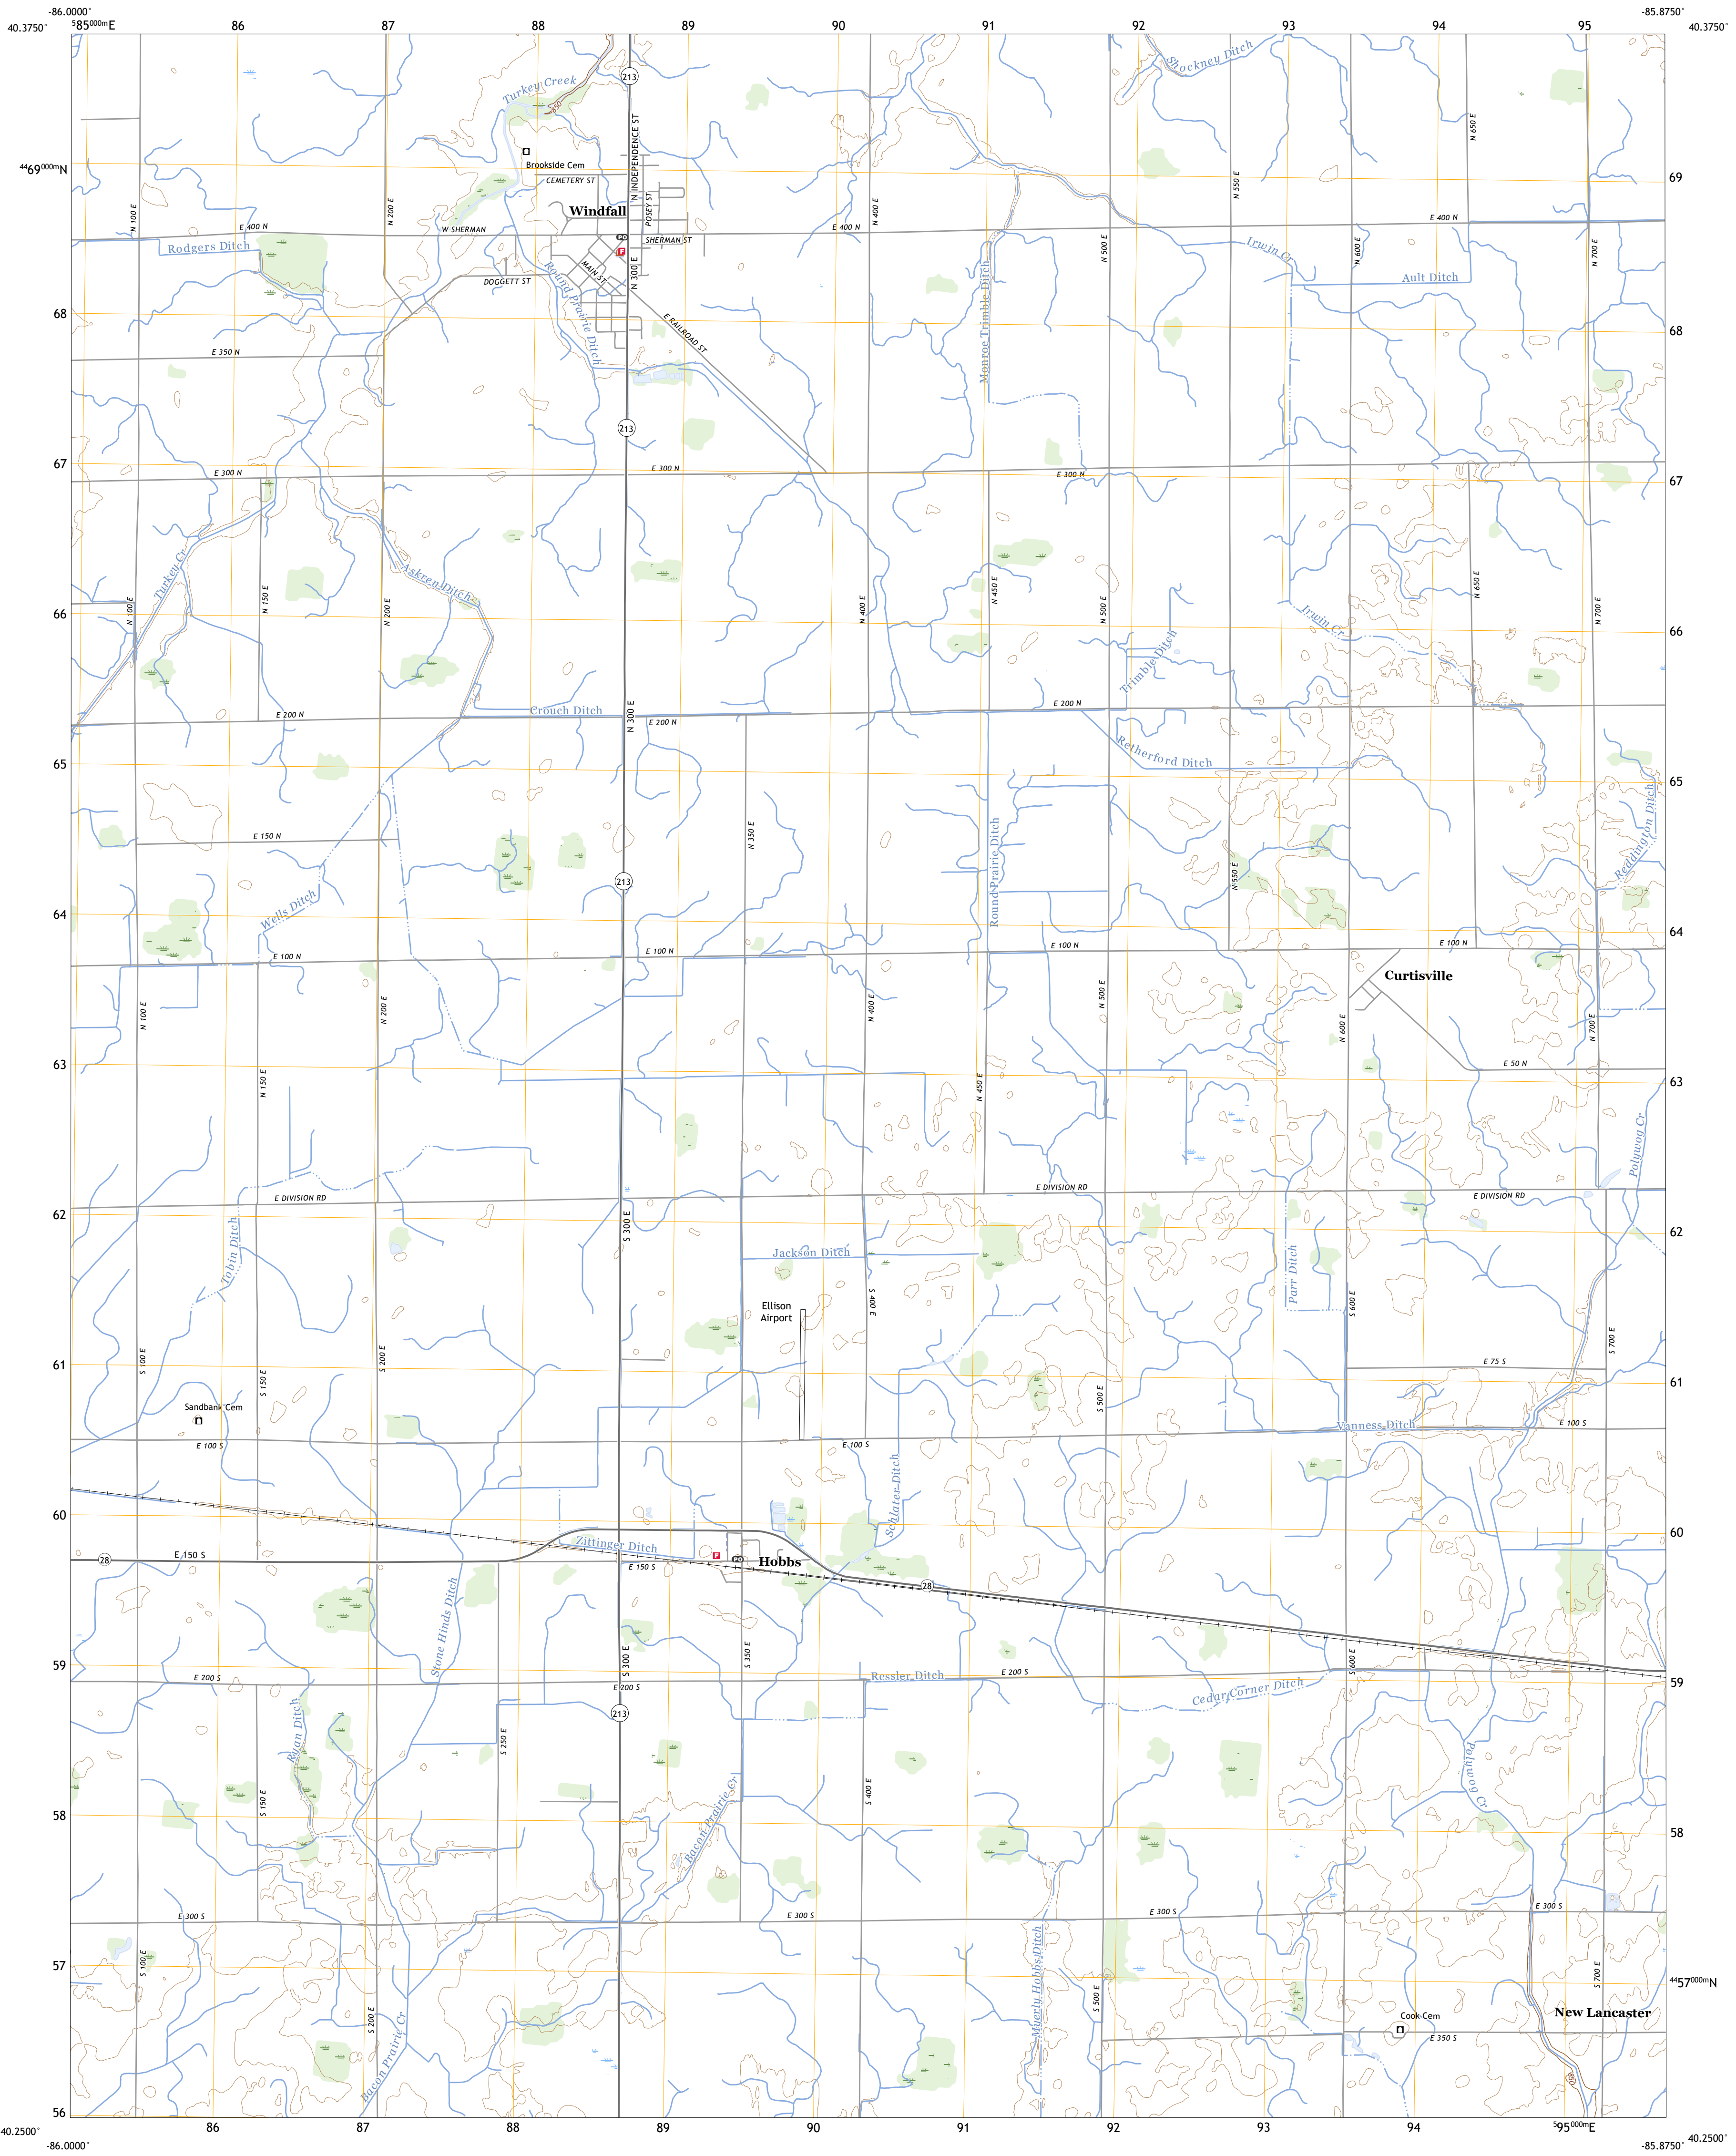 -86.0000°
-85.8750°
40.3750°
585000mE
86
87
88
89
90
91
92
93
94
95
40.3750°
Shockney Ditch
213
Turkey Creek
850
N INDEPENDENCE ST
N 650 E
Brookside Cem
4469000mN
CEMETERY ST
69
N 550 E
POSEY ST
Windfall
N 100 E
N 200 E
N 400 E
E 400 N
W SHERMAN
E 400 N
E 400 N
SHERMAN ST
PO
F
Rodgers Ditch
N 500 E
Irwin Cr
N 600 E
N 700 E
MAIN ST
N 300 E
DOGGETT ST
Ault Ditch
Round Prairie Ditch
Monroe Trimble Ditch
68
68
E RAILROAD ST
E 350 N
213
67
E 300 N
E 300 N
E 300 N
67
Turkey Cr
Askren Ditch
N 100 E
N 150 E
N 200 E
N 400 E
N 450 E
N 500 E
N 650 E
N 700 E
66
Irwin Cr
66
Trimble Ditch
Crouch Ditch
E 200 N
E 200 N
E 200 N
N 300 E
Retherford Ditch
65
65
Reddington Ditch
E 150 N
N 350 E
Round Prairie Ditch
213
N 550 E
Wells Ditch
64
64
E 100 N
E 100 N
E 100 N
E 100 N
Curtisville
N 100 E
N 200 E
N 400 E
N 500 E
N 600 E
N 700 E
63
E 50 N
63
N 150 E
N 450 E
Polywog Cr
E DIVISION RD
E DIVISION RD
E DIVISION RD
62
62
S 300 E
Tobin Ditch
Jackson Ditch
Parr Ditch
Ellison
Airport
S 400 E
S 600 E
S 700 E
61
S 100 E
S 150 E
S 200 E
E 75 S
61
S 500 E
Sandbank Cem
Vanness Ditch
E 100 S
E 100 S
E 100 S
Schlater Ditch
60
60
Zittinger Ditch
28
E 150 S
F
PO
Hobbs
E 150 S
28
Stone Hinds Ditch
S 300 E
S 350 E
S 600 E
59
E 200 S
E 200 S
Ressler Ditch
E 200 S
59
Cedar Corner Ditch
213
Ryan Ditch
S 250 E
Polywog Cr
S 150 E
S 400 E
Bacon Prairie Cr
58
58
E 300 S
E 300 S
E 300 S
E 300 S
S 100 E
Myerly Hobbs Ditch
57
S 700 E
4457000mN
S 200 E
S 500 E
New Lancaster
Cook Cem
E 350 S
Bacon Prairie Cr
850
56
86
87
88
89
90
91
92
93
94
595000mE
40.2500°
40.2500°
-86.0000°
-85.8750°